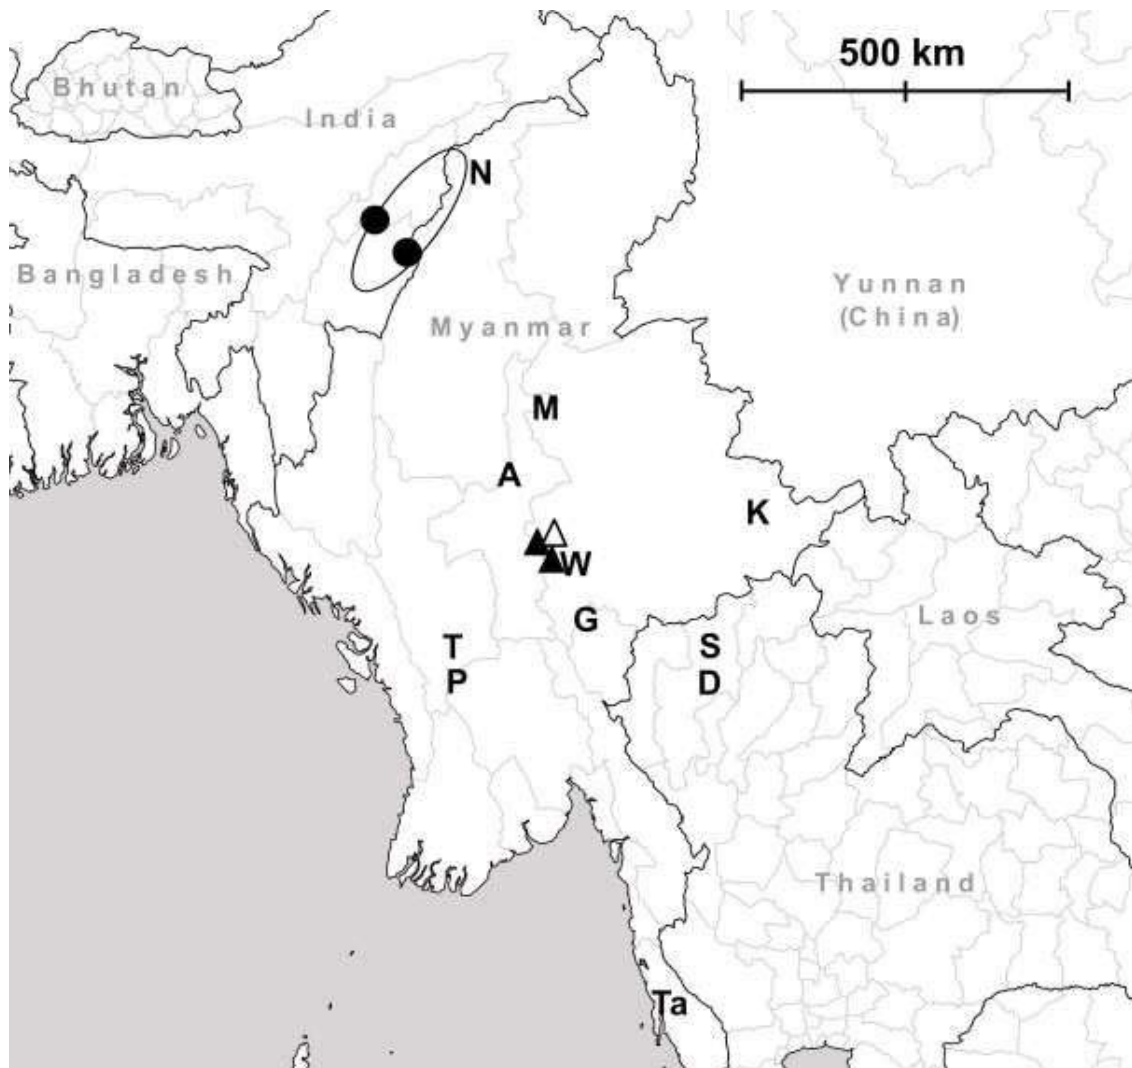 500 km
Bhutan
India
N
Bangladesh
Yunnan
(China)
Myanmar
M
A
K
W
G
Laos
T
S
P
D
Thailand
Ta